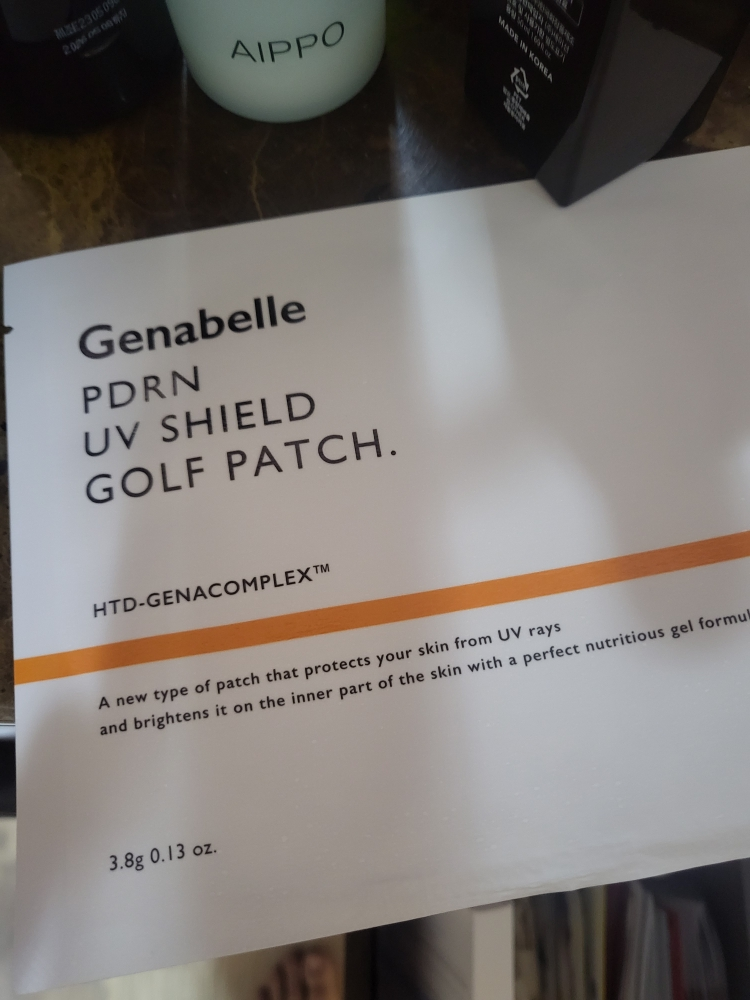 AIPPO
MADE IN KOREA
Genabelle
PDRN
UV SHIELD
GOLF PATCH.
HTD-GENACOMPLEX™
A new type of patch that protects your skin from UV rays
and brightens it on the inner part of the skin with a perfect nutritious gel formul
3.8g 0.13 oz.